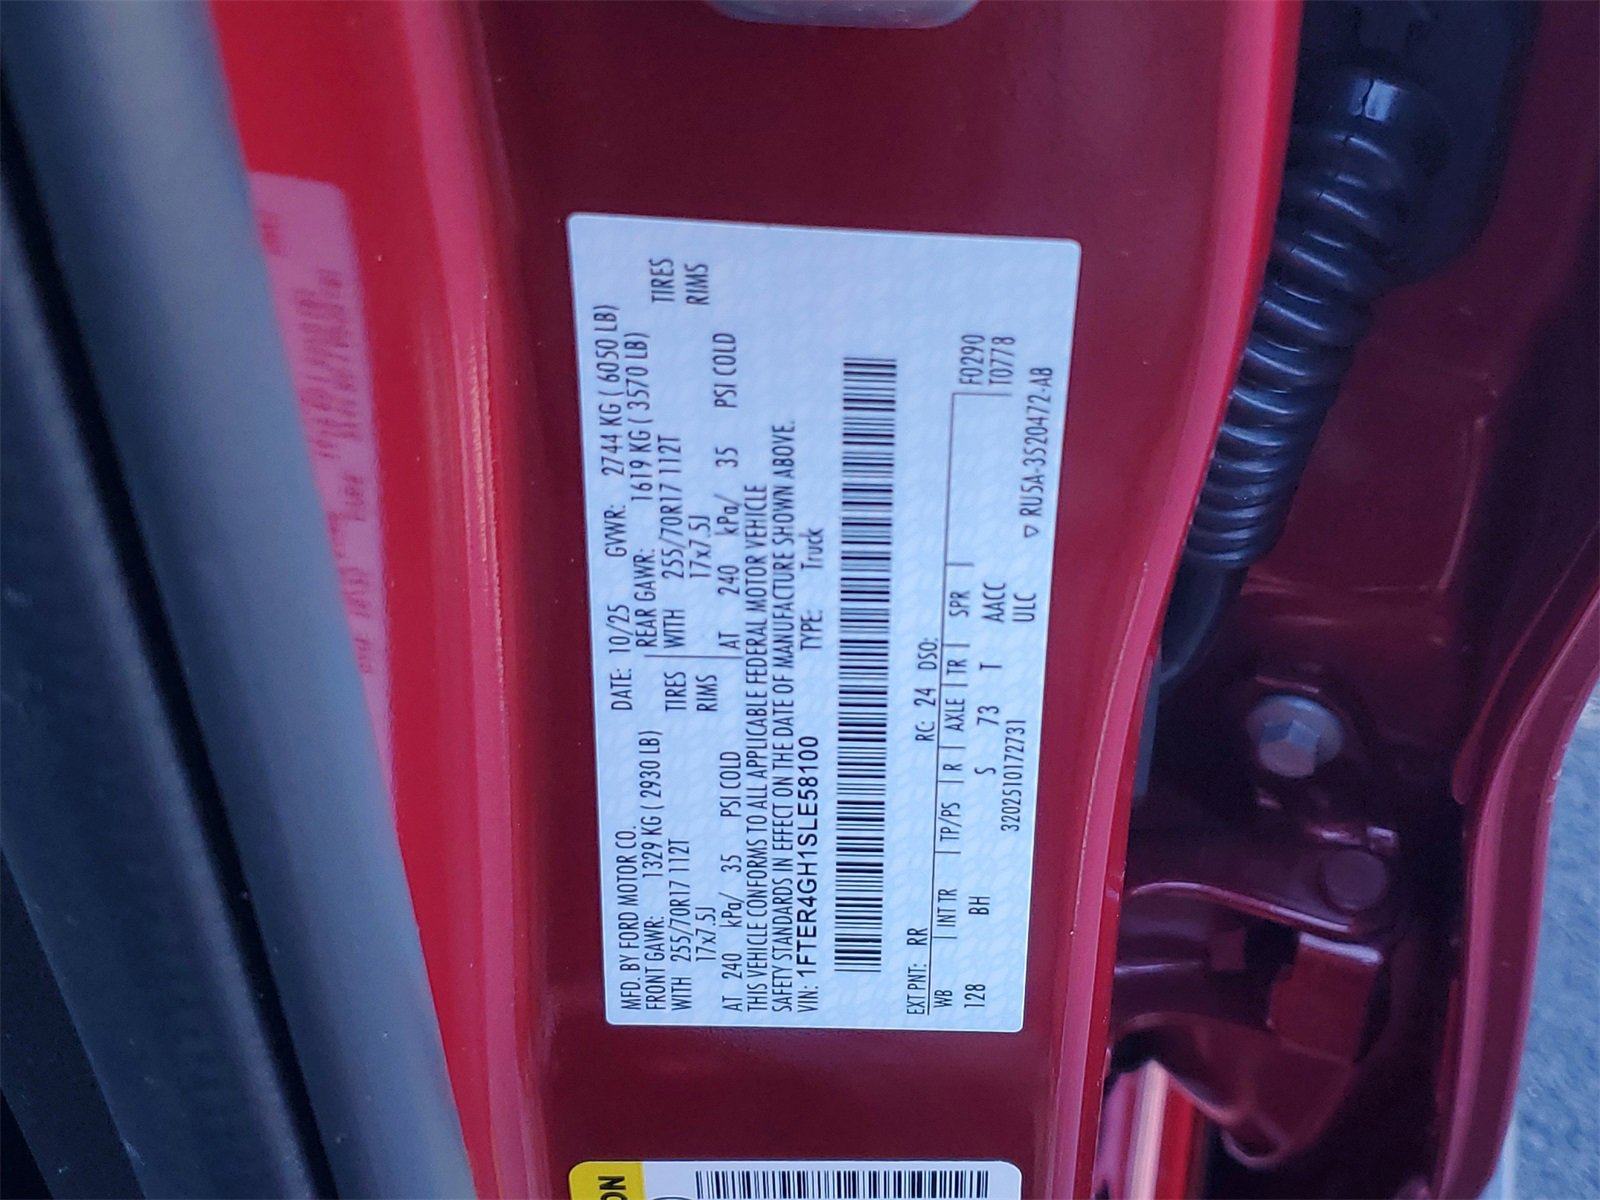 MFD. BY FORD MOTOR CO. DATE: 10/25 GVWR: 2744 KG ( 6050 LB)
FRONT GAWR: 1329 KG ( 2930 LB) REAR GAWR: 1619 KG ( 3570 LB)
WITH 255/70R17 112T TIRES WITH 255/70R17 112T TIRES
17x7.5J RIMS 17x7.5J RIMS
AT 240 kPa/ 35 PSI COLD AT 240 kPa/ 35 PSI COLD
THIS VEHICLE CONFORMS TO ALL APPLICABLE FEDERAL MOTOR VEHICLE
SAFETY STANDARDS IN EFFECT ON THE DATE OF MANUFACTURE SHOWN ABOVE.
VIN: 1FTER4GH1SLE58100 TYPE: Truck
EXT PNT: RR RC: 24 DSO:
WB INT TR TP/PS R AXLE TR SPR F0290
128 BH S 73 T AACC T0778
3202510172731 ULC ▽ RU5A-3520472-AB
ON